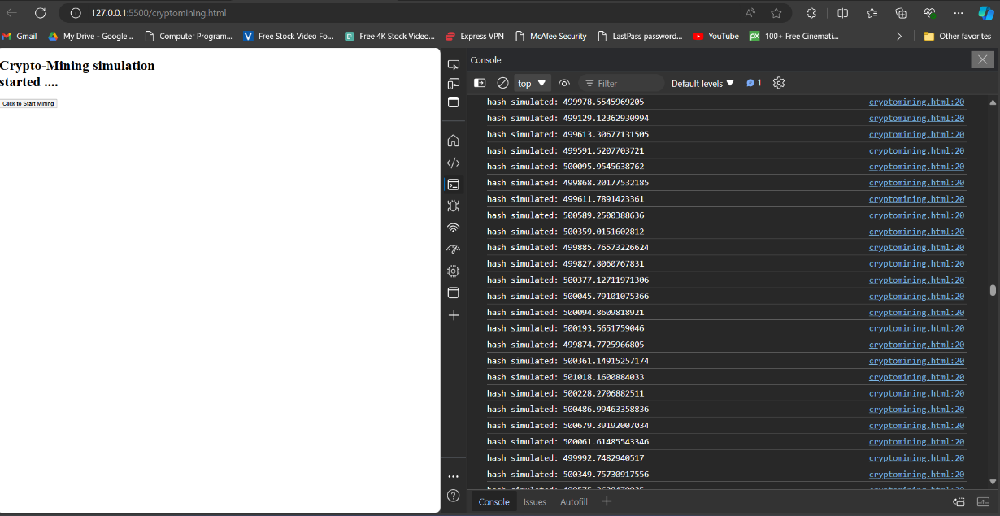 127.0.0.1:5500/cryptomining.html
Gmail My Drive - Google... Computer Program... Free Stock Video Fo... Free 4K Stock Video... Express VPN McAfee Security LastPass password... YouTube 100+ Free Cinemati... Other favorites
Crypto-Mining simulation
started ....
Click to Start Mining
Console
top Filter Default levels 1
hash simulated: 499978.5545969205 cryptomining.html:20
hash simulated: 499129.12362930994 cryptomining.html:20
hash simulated: 499613.30677131505 cryptomining.html:20
hash simulated: 499591.5207703721 cryptomining.html:20
hash simulated: 500095.9545638762 cryptomining.html:20
hash simulated: 499868.20177532185 cryptomining.html:20
hash simulated: 499611.7891423361 cryptomining.html:20
hash simulated: 500589.2500388636 cryptomining.html:20
hash simulated: 500359.0151602812 cryptomining.html:20
hash simulated: 499885.76573226624 cryptomining.html:20
hash simulated: 499827.8060767831 cryptomining.html:20
hash simulated: 500377.12711971306 cryptomining.html:20
hash simulated: 500045.79101075366 cryptomining.html:20
hash simulated: 500094.8609818921 cryptomining.html:20
hash simulated: 500193.5651759046 cryptomining.html:20
hash simulated: 499874.7725966805 cryptomining.html:20
hash simulated: 500361.14915257174 cryptomining.html:20
hash simulated: 501018.1600884033 cryptomining.html:20
hash simulated: 500228.2706882511 cryptomining.html:20
hash simulated: 500486.99463358836 cryptomining.html:20
hash simulated: 500679.39192007034 cryptomining.html:20
hash simulated: 500061.61485543346 cryptomining.html:20
hash simulated: 499992.7482940517 cryptomining.html:20
hash simulated: 500349.75730917556 cryptomining.html:20
Console Issues Autofill